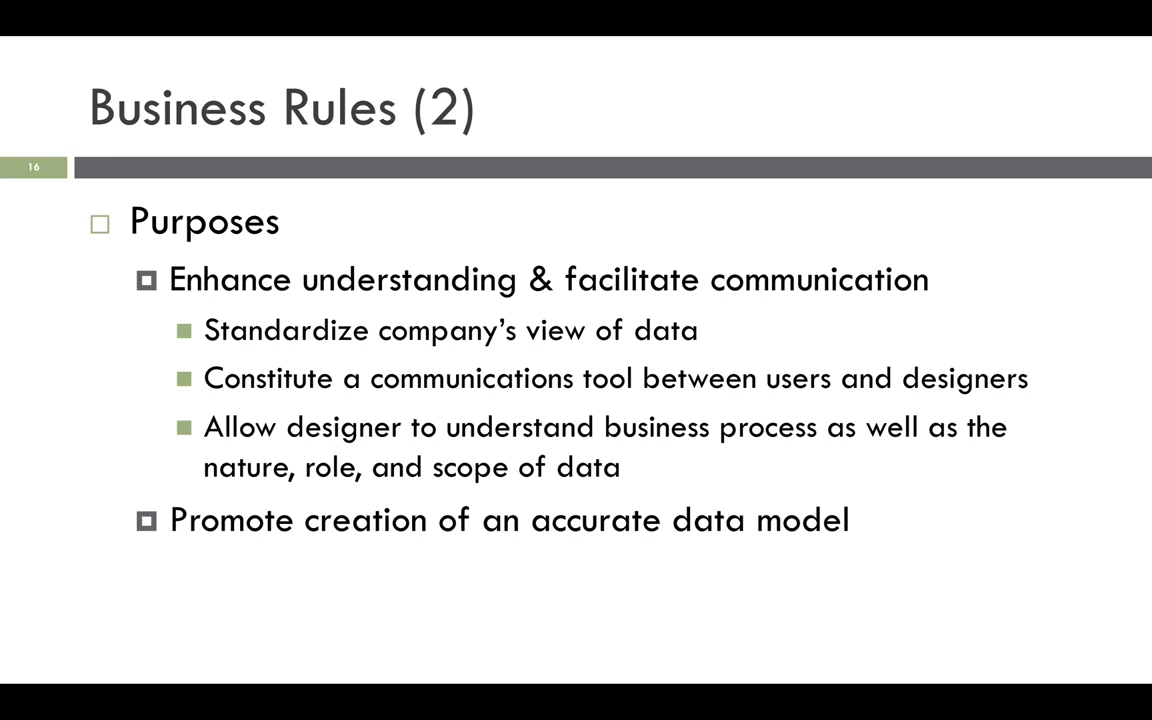 Business Rules (2)
16
Purposes
Enhance understanding & facilitate communication
Standardize company’s view of data
Constitute a communications tool between users and designers
Allow designer to understand business process as well as the
nature, role, and scope of data
Promote creation of an accurate data model